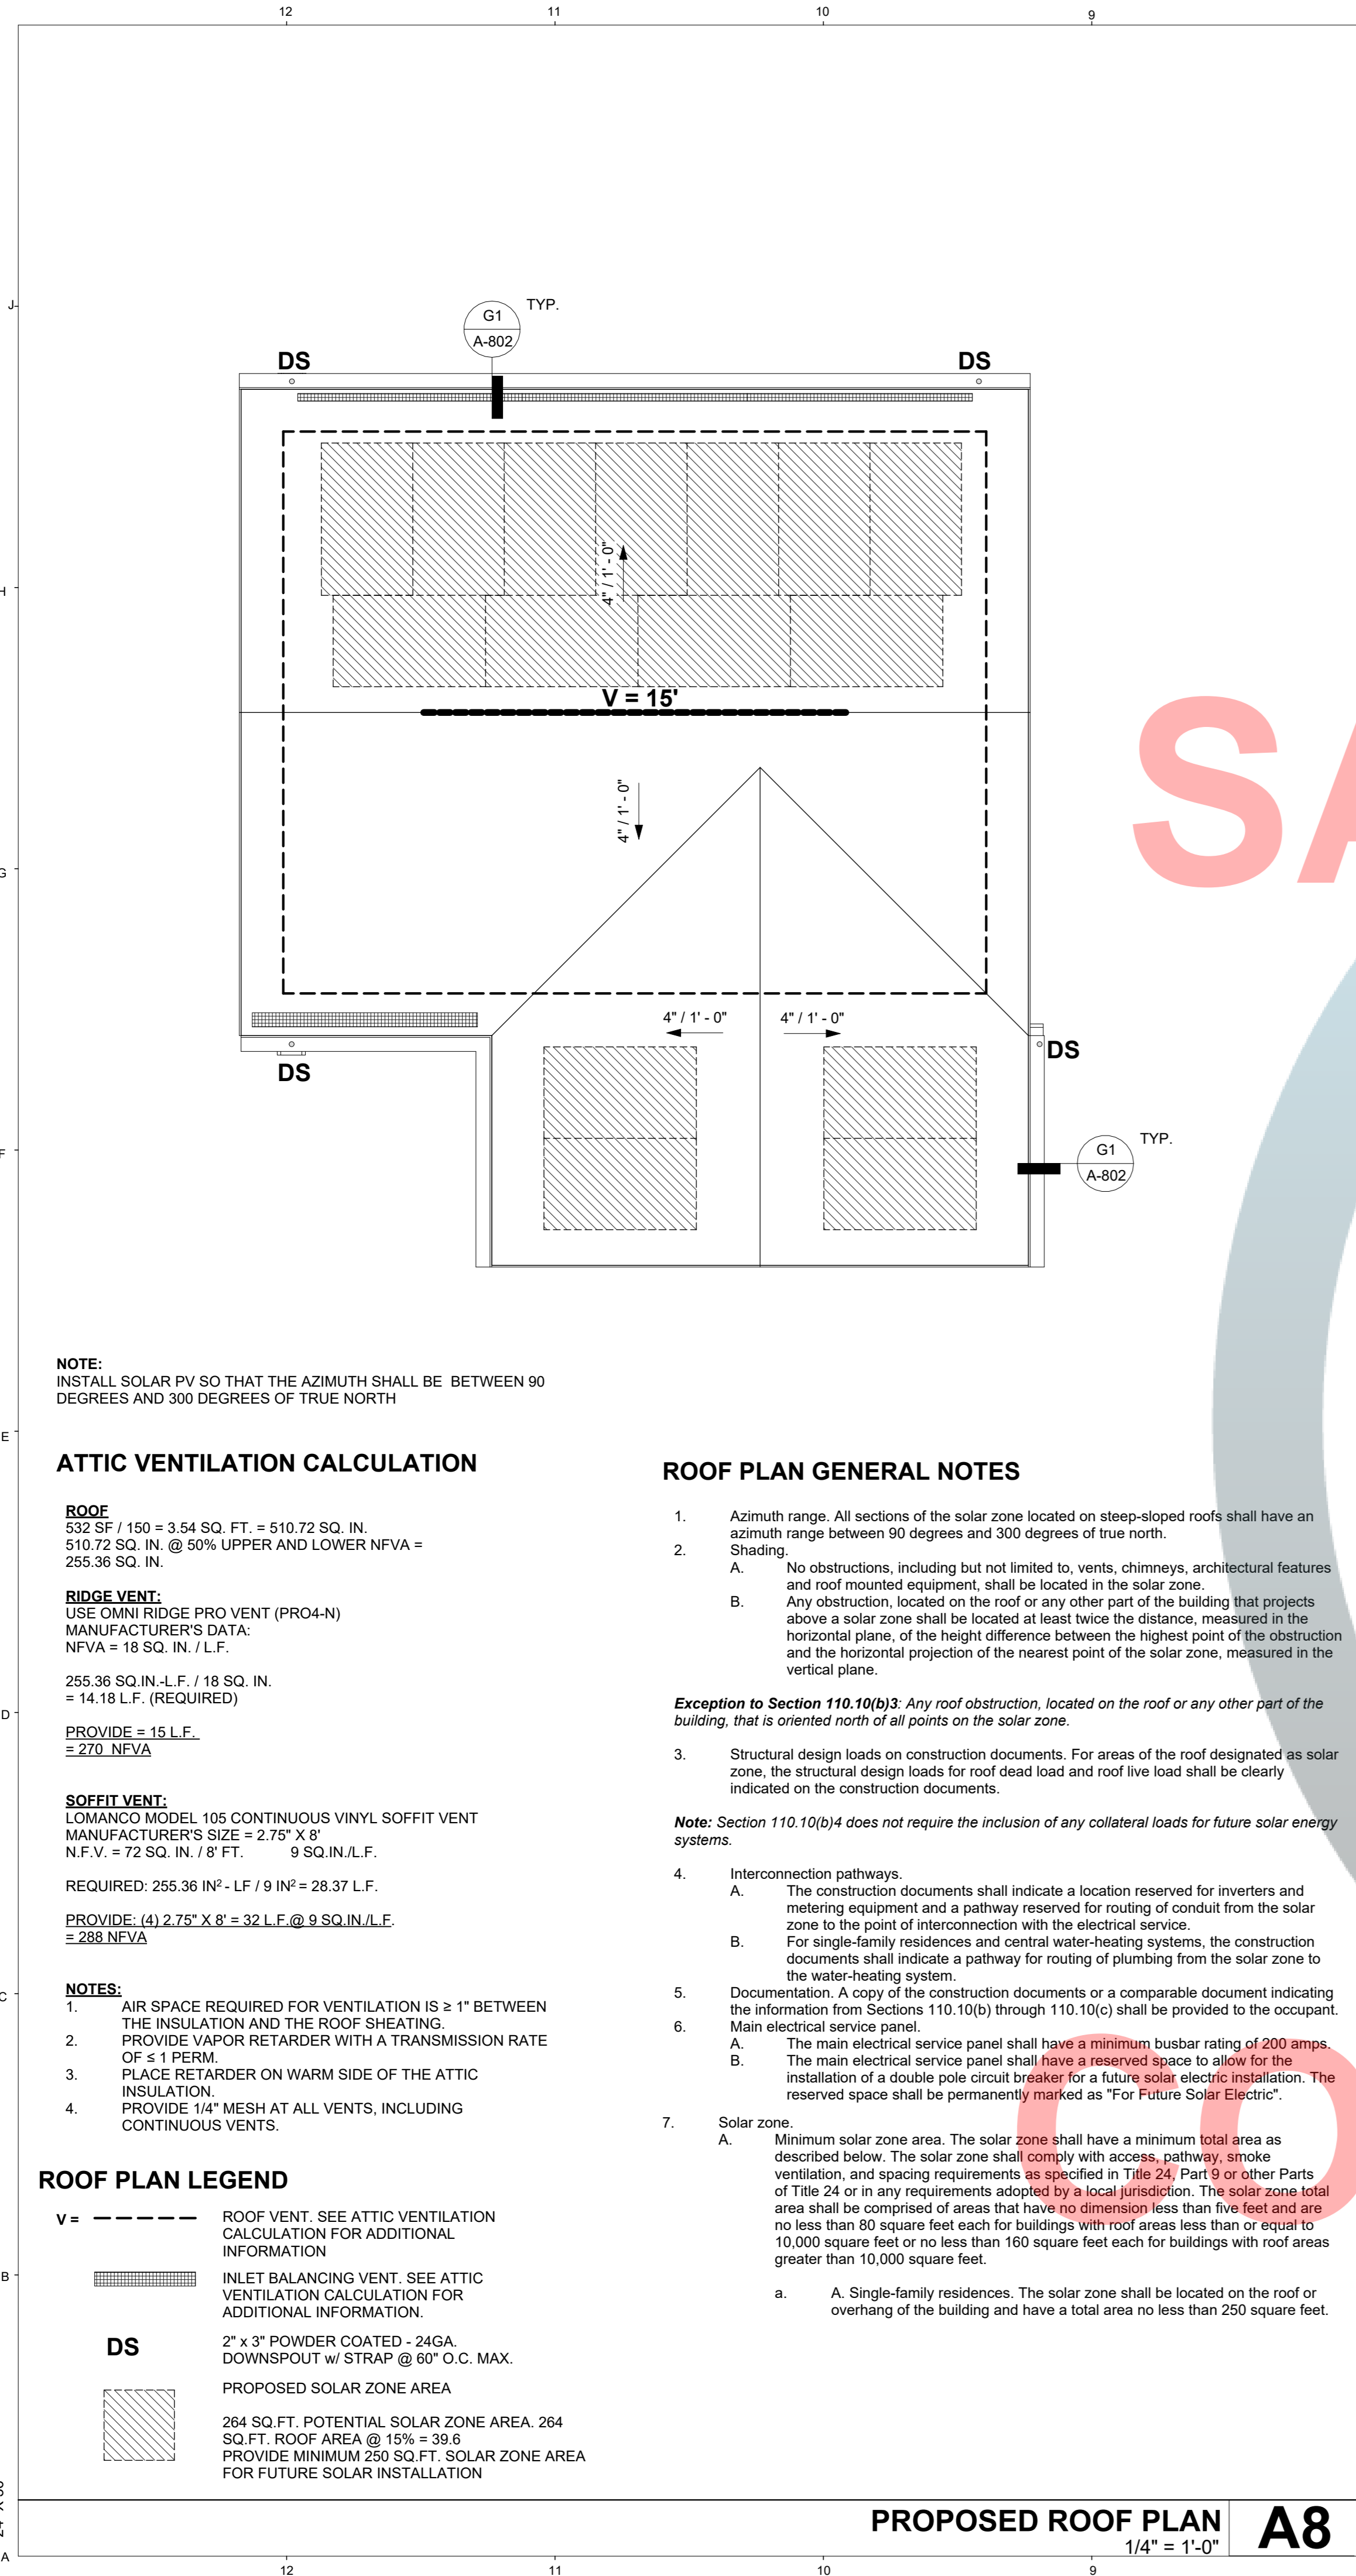 12 11 10 9
J
G1
A-802
TYP.
DS
DS
4" / 1' - 0"
H
V = 15'
SA
4" / 1' - 0"
G
4" / 1' - 0"
4" / 1' - 0"
DS
DS
F
G1
A-802
TYP.
NOTE:
INSTALL SOLAR PV SO THAT THE AZIMUTH SHALL BE BETWEEN 90
DEGREES AND 300 DEGREES OF TRUE NORTH
E
ATTIC VENTILATION CALCULATION
ROOF
532 SF / 150 = 3.54 SQ. FT. = 510.72 SQ. IN.
510.72 SQ. IN. @ 50% UPPER AND LOWER NFVA =
255.36 SQ. IN.
RIDGE VENT:
USE OMNI RIDGE PRO VENT (PRO4-N)
MANUFACTURER'S DATA:
NFVA = 18 SQ. IN. / L.F.
255.36 SQ.IN.-L.F. / 18 SQ. IN.
= 14.18 L.F. (REQUIRED)
D
PROVIDE = 15 L.F.
= 270 NFVA
SOFFIT VENT:
LOMANCO MODEL 105 CONTINUOUS VINYL SOFFIT VENT
MANUFACTURER'S SIZE = 2.75" X 8'
N.F.V. = 72 SQ. IN. / 8' FT. 9 SQ.IN./L.F.
REQUIRED: 255.36 IN² - LF / 9 IN² = 28.37 L.F.
PROVIDE: (4) 2.75" X 8' = 32 L.F.@ 9 SQ.IN./L.F.
= 288 NFVA
C
NOTES:
1. AIR SPACE REQUIRED FOR VENTILATION IS ≥ 1" BETWEEN
THE INSULATION AND THE ROOF SHEATING.
2. PROVIDE VAPOR RETARDER WITH A TRANSMISSION RATE
OF ≤ 1 PERM.
3. PLACE RETARDER ON WARM SIDE OF THE ATTIC
INSULATION.
4. PROVIDE 1/4" MESH AT ALL VENTS, INCLUDING
CONTINUOUS VENTS.
ROOF PLAN LEGEND
V =
ROOF VENT. SEE ATTIC VENTILATION
CALCULATION FOR ADDITIONAL
INFORMATION
B
INLET BALANCING VENT. SEE ATTIC
VENTILATION CALCULATION FOR
ADDITIONAL INFORMATION.
DS
2" x 3" POWDER COATED - 24GA.
DOWNSPOUT w/ STRAP @ 60" O.C. MAX.
PROPOSED SOLAR ZONE AREA
264 SQ.FT. POTENTIAL SOLAR ZONE AREA. 264
SQ.FT. ROOF AREA @ 15% = 39.6
PROVIDE MINIMUM 250 SQ.FT. SOLAR ZONE AREA
FOR FUTURE SOLAR INSTALLATION
ROOF PLAN GENERAL NOTES
1. Azimuth range. All sections of the solar zone located on steep-sloped roofs shall have an
azimuth range between 90 degrees and 300 degrees of true north.
2. Shading.
A. No obstructions, including but not limited to, vents, chimneys, architectural features
and roof mounted equipment, shall be located in the solar zone.
B. Any obstruction, located on the roof or any other part of the building that projects
above a solar zone shall be located at least twice the distance, measured in the
horizontal plane, of the height difference between the highest point of the obstruction
and the horizontal projection of the nearest point of the solar zone, measured in the
vertical plane.
Exception to Section 110.10(b)3: Any roof obstruction, located on the roof or any other part of the
building, that is oriented north of all points on the solar zone.
3. Structural design loads on construction documents. For areas of the roof designated as solar
zone, the structural design loads for roof dead load and roof live load shall be clearly
indicated on the construction documents.
Note: Section 110.10(b)4 does not require the inclusion of any collateral loads for future solar energy
systems.
4. Interconnection pathways.
A. The construction documents shall indicate a location reserved for inverters and
metering equipment and a pathway reserved for routing of conduit from the solar
zone to the point of interconnection with the electrical service.
B. For single-family residences and central water-heating systems, the construction
documents shall indicate a pathway for routing of plumbing from the solar zone to
the water-heating system.
5. Documentation. A copy of the construction documents or a comparable document indicating
the information from Sections 110.10(b) through 110.10(c) shall be provided to the occupant.
6. Main electrical service panel.
A. The main electrical service panel shall have a minimum busbar rating of 200 amps.
B. The main electrical service panel shall have a reserved space to allow for the
installation of a double pole circuit breaker for a future solar electric installation. The
reserved space shall be permanently marked as "For Future Solar Electric".
CO
7. Solar zone.
A. Minimum solar zone area. The solar zone shall have a minimum total area as
described below. The solar zone shall comply with access, pathway, smoke
ventilation, and spacing requirements as specified in Title 24, Part 9 or other Parts
of Title 24 or in any requirements adopted by a local jurisdiction. The solar zone total
area shall be comprised of areas that have no dimension less than five feet and are
no less than 80 square feet each for buildings with roof areas less than or equal to
10,000 square feet or no less than 160 square feet each for buildings with roof areas
greater than 10,000 square feet.
a. A. Single-family residences. The solar zone shall be located on the roof or
overhang of the building and have a total area no less than 250 square feet.
PROPOSED ROOF PLAN
1/4" = 1'-0"
A8
A
12 11 10 9